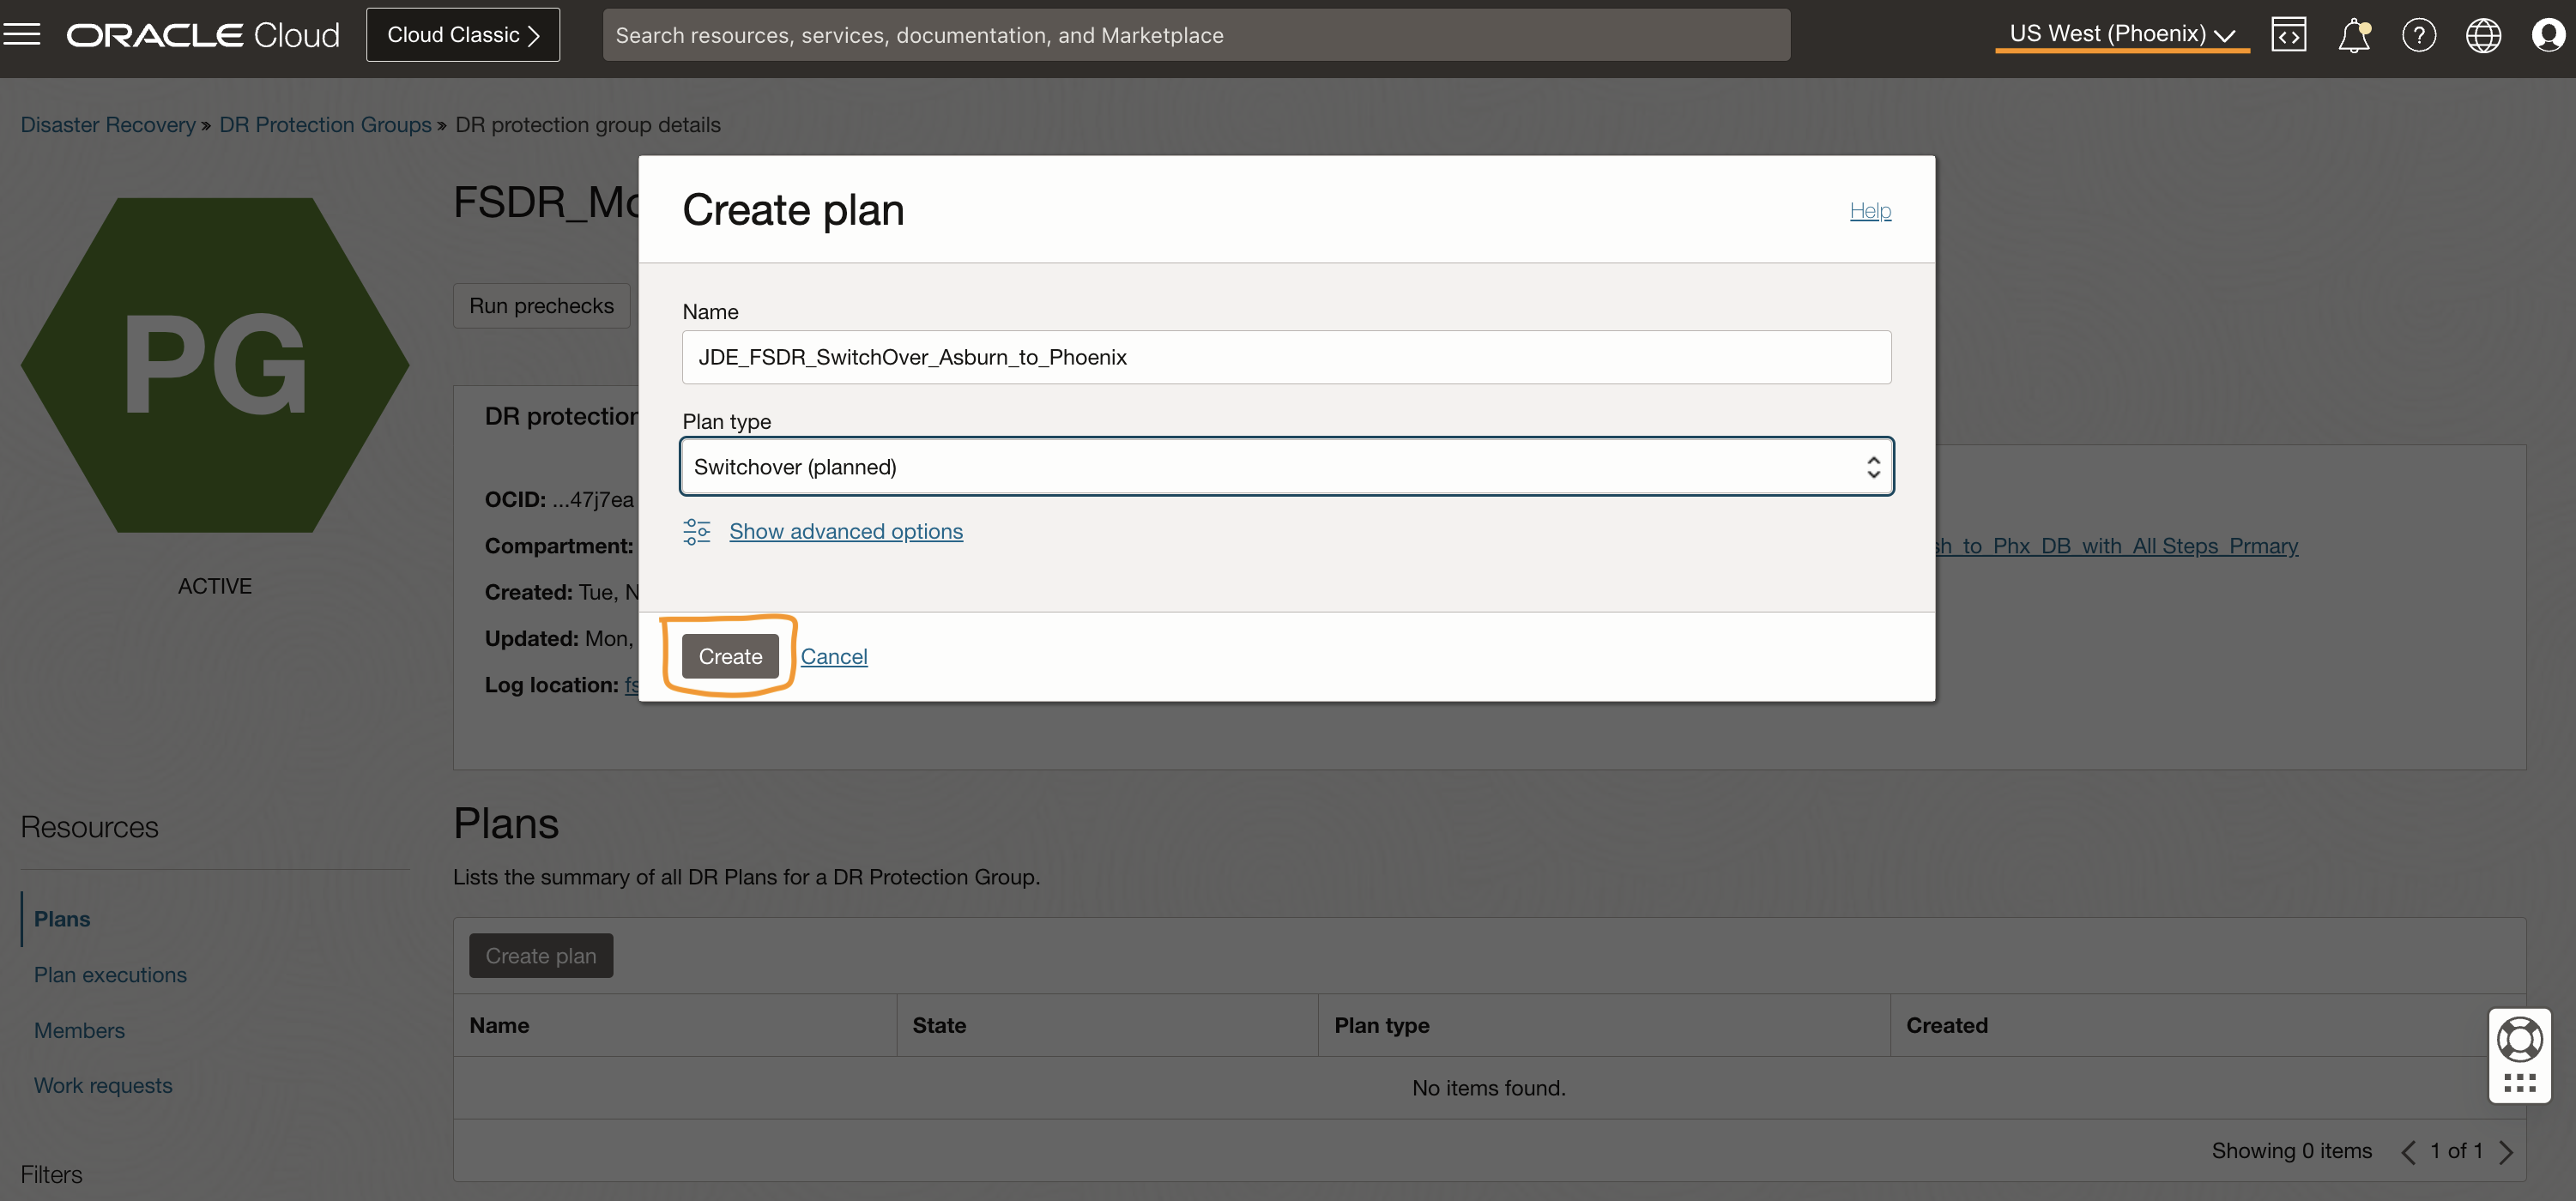 ORACLE Cloud
Cloud Classic
Search resources, services, documentation, and Marketplace
US West (Phoenix)
Disaster Recovery » DR Protection Groups » DR protection group details
PG
ACTIVE
FSDR_Mo
Run prechecks
DR protection
OCID: ...47j7ea
Compartment:
Created: Tue, N
Updated: Mon,
Log location: fs
sh_to_Phx_DB_with_All Steps_Prmary
Create plan
Help
Name
JDE_FSDR_SwitchOver_Asburn_to_Phoenix
Plan type
Switchover (planned)
Show advanced options
Create
Cancel
Resources
Plans
Plan executions
Members
Work requests
Filters
Plans
Lists the summary of all DR Plans for a DR Protection Group.
Create plan
Name State Plan type Created
No items found.
Showing 0 items 1 of 1